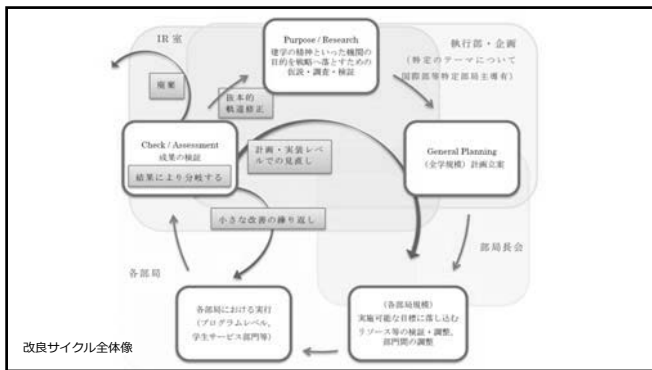 IR 室
Purpose / Research
建学の精神といった機関の
目的を戦略へ落とすための
仮説・調査・検証
執行部・企画
(特定のテーマについて
国際部等特定部局主導有)
廃棄
抜本的
軌道修正
Check / Assessment
成果の検証
結果により分岐する
計画・実装レベ
ルでの見直し
General Planning
(全学規模) 計画立案
小さな改善の繰り返し
部局長会
各部局
各部局における実行
(プログラムレベル,
学生サービス部門等)
(各部局規模)
実施可能な目標に落し込む
リソース等の検証・調整,
部門間の調整
改良サイクル全体像